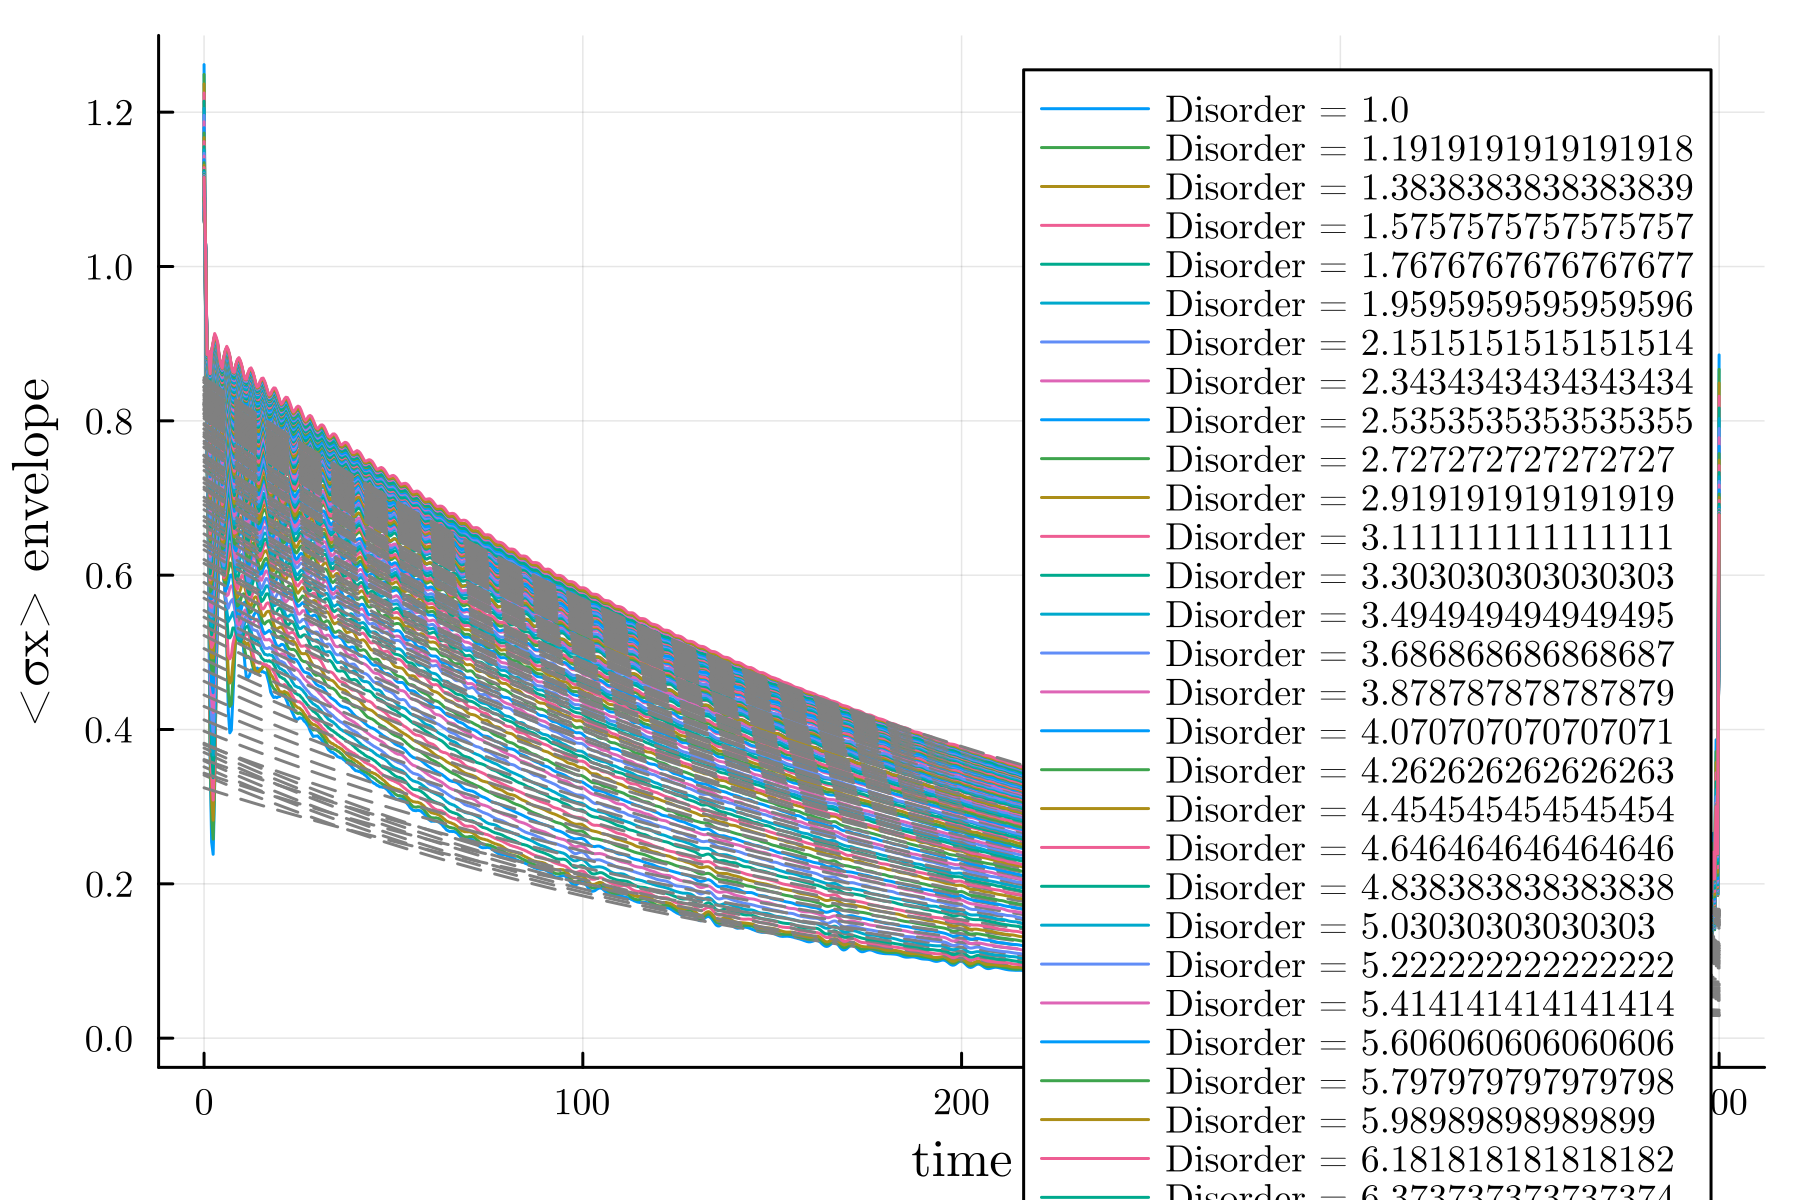 <σx> envelope
1.2
1.0
0.8
0.6
0.4
0.2
0.0
0
100
200
00
time
Disorder = 1.0
Disorder = 1.1919191919191918
Disorder = 1.3838383838383839
Disorder = 1.5757575757575757
Disorder = 1.7676767676767677
Disorder = 1.9595959595959596
Disorder = 2.1515151515151514
Disorder = 2.3434343434343434
Disorder = 2.5353535353535355
Disorder = 2.727272727272727
Disorder = 2.919191919191919
Disorder = 3.111111111111111
Disorder = 3.303030303030303
Disorder = 3.494949494949495
Disorder = 3.686868686868687
Disorder = 3.878787878787879
Disorder = 4.070707070707071
Disorder = 4.262626262626263
Disorder = 4.454545454545454
Disorder = 4.646464646464646
Disorder = 4.838383838383838
Disorder = 5.03030303030303
Disorder = 5.222222222222222
Disorder = 5.414141414141414
Disorder = 5.606060606060606
Disorder = 5.797979797979798
Disorder = 5.98989898989899
Disorder = 6.181818181818182
Disorder = 6.373737373737374